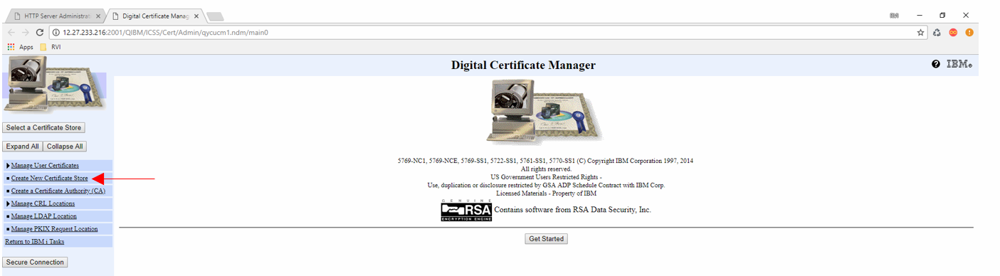 HTTP Server Administrati
Digital Certificate Manag
RVI
12.27.233.216:2001/QIBM/ICSS/Cert/Admin/qycucm1.ndm/main0
Apps
RVI
Digital Certificate Manager
IBM.
Select a Certificate Store
Expand All
Collapse All
Manage User Certificates
Create New Certificate Store
Create a Certificate Authority (CA)
Manage CRL Locations
Manage LDAP Location
Manage PKIX Request Location
Return to IBM i Tasks
Secure Connection
5769-NC1, 5769-NCE, 5769-SS1, 5722-SS1, 5761-SS1, 5770-SS1 (C) Copyright IBM Corporation 1997, 2014
All rights reserved.
US Government Users Restricted Rights -
Use, duplication or disclosure restricted by GSA ADP Schedule Contract with IBM Corp.
Licensed Materials - Property of IBM
GENUINE
RSA
ENCRYPTION ENGINE
Contains software from RSA Data Security, Inc.
Get Started